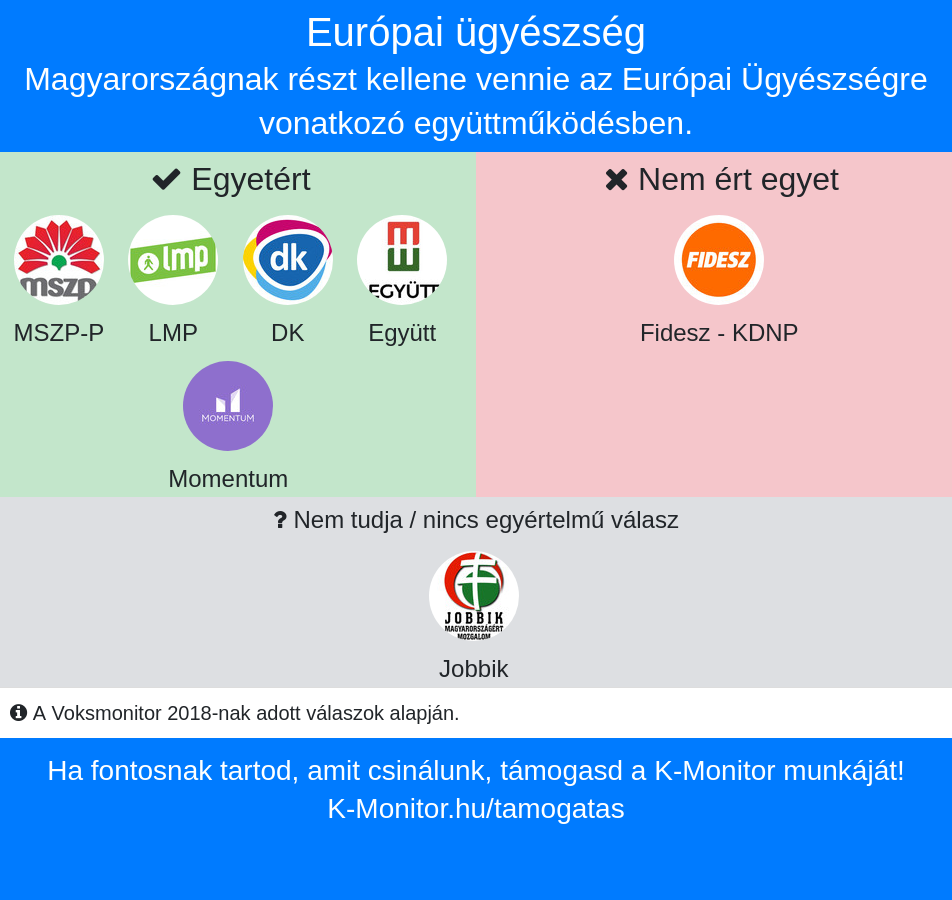 Európai ügyészség
Magyarországnak részt kellene vennie az Európai Ügyészségre
vonatkozó együttműködésben.
Egyetért
Nem ért egyet
mszp
lmp
dk
EGYÜTT
FIDESZ
MSZP-P
LMP
DK
Együtt
Fidesz - KDNP
MOMENTUM
Momentum
? Nem tudja / nincs egyértelmű válasz
JOBBIK
MAGYARORSZÁGÉRT
MOZGALOM
Jobbik
A Voksmonitor 2018-nak adott válaszok alapján.
Ha fontosnak tartod, amit csinálunk, támogasd a K-Monitor munkáját!
K-Monitor.hu/tamogatas